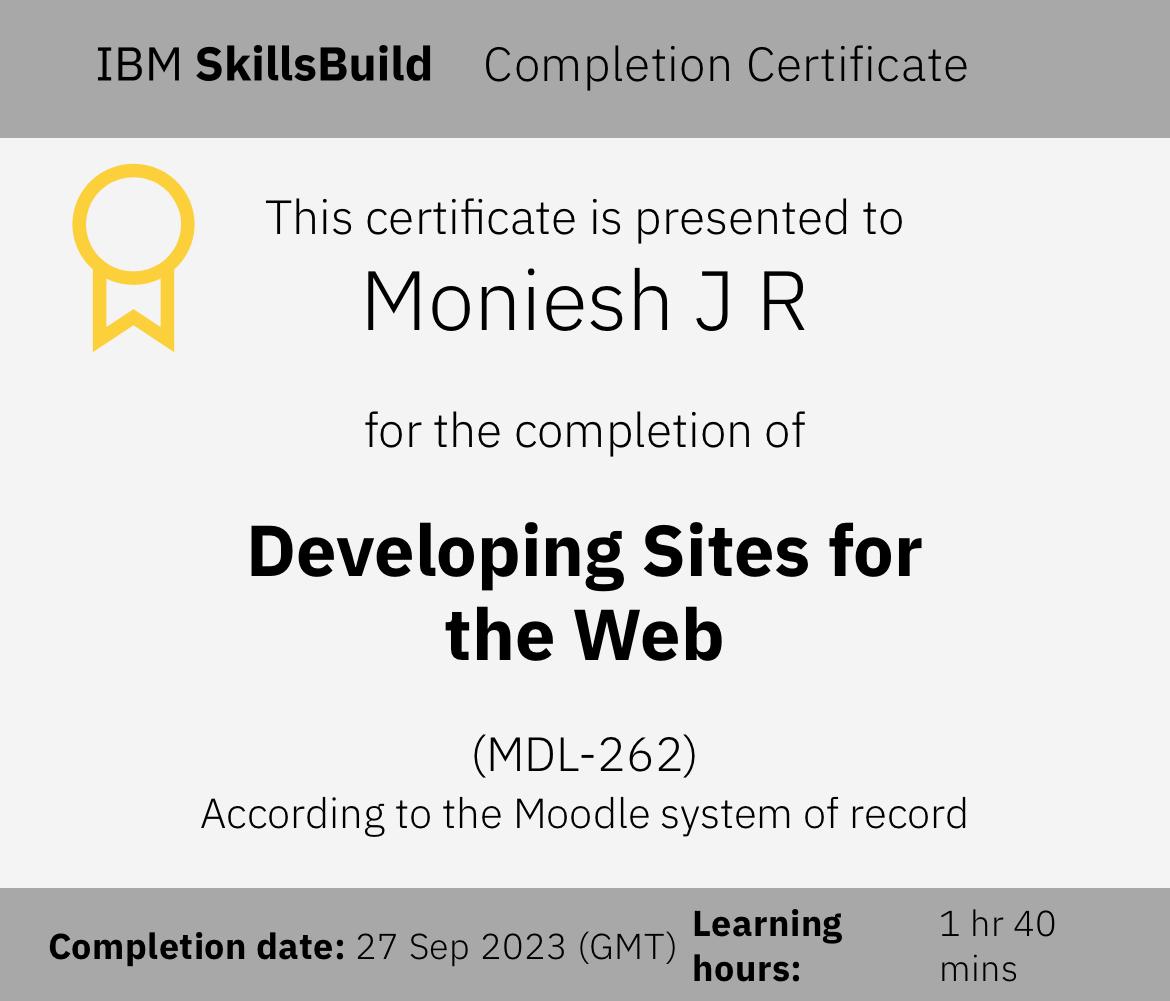 IBM SkillsBuild Completion Certificate
This certificate is presented to
Moniesh J R
for the completion of
Developing Sites for
the Web
(MDL-262)
According to the Moodle system of record
Completion date: 27 Sep 2023 (GMT)
Learning
hours:
1 hr 40
mins